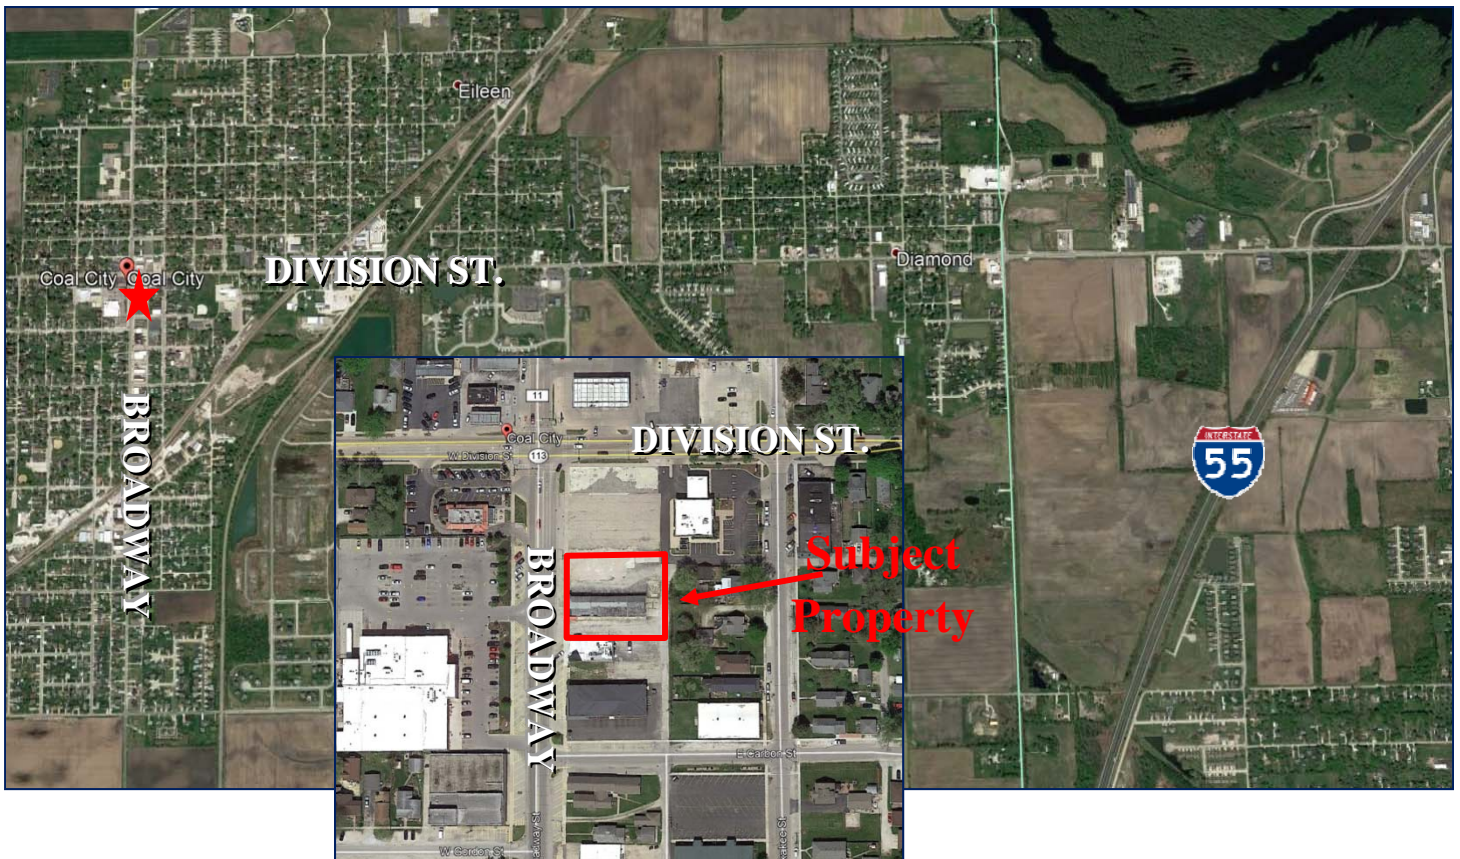 Eileen
Coal City Coal City
DIVISION ST.
Diamond
BROADWAY
INTERSTATE
55
11
Coal City
DIVISION ST.
W Division St
113
BROADWAY
Subject
Property
E Carbon St
W Gordon St